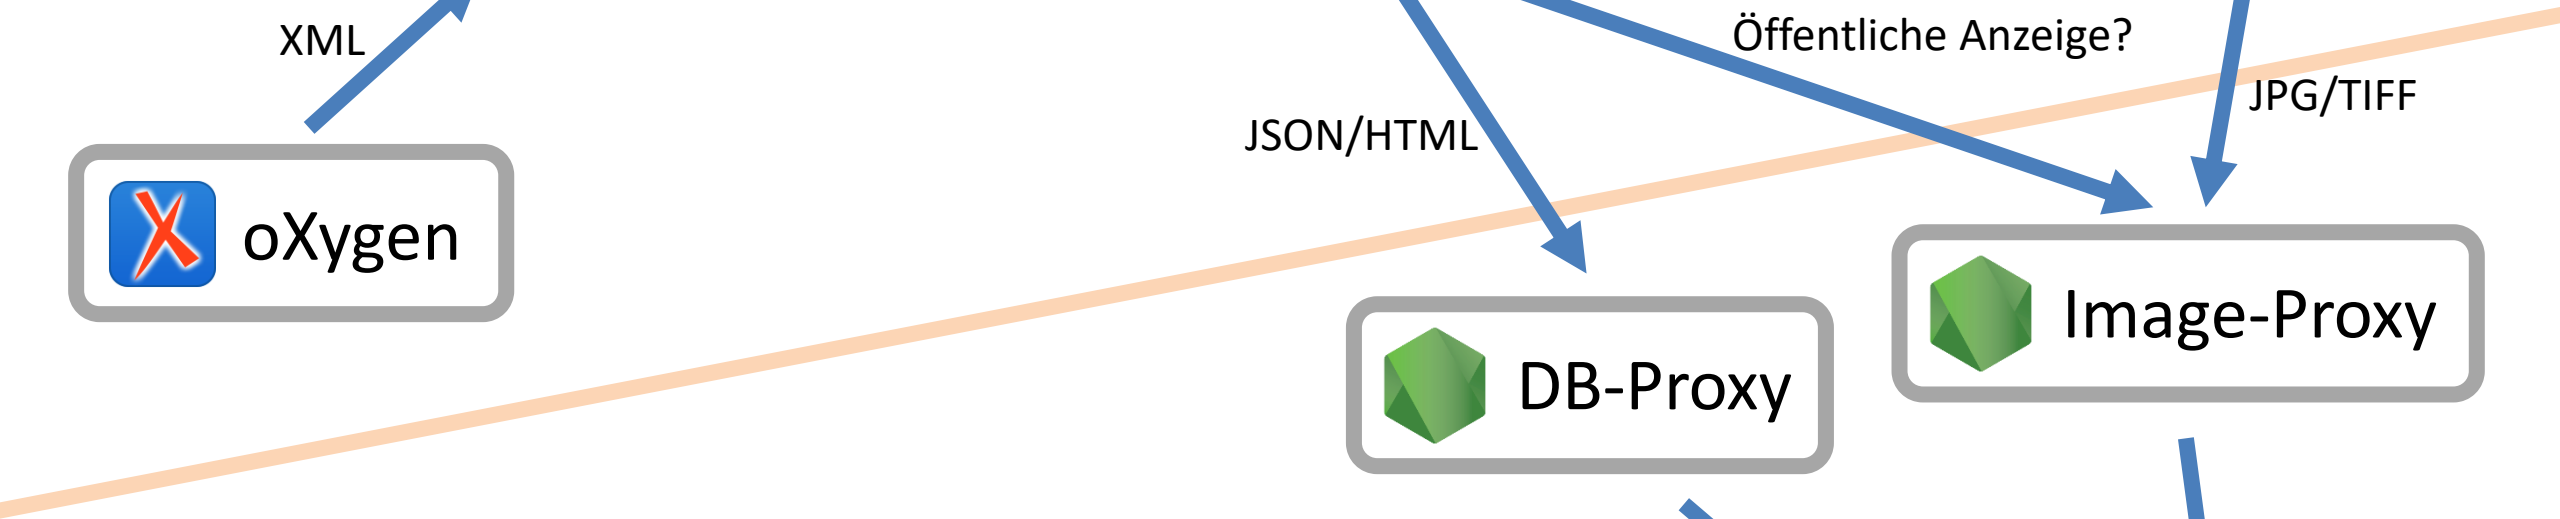 XML
Öffentliche Anzeige?
JPG/TIFF
JSON/HTML
oXygen
Image-Proxy
DB-Proxy